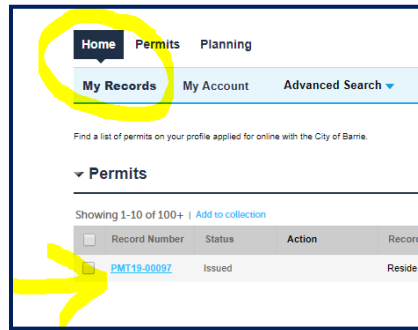 Home Permits Planning
My Records My Account Advanced Search
Find a list of permits on your profile applied for online with the City of Barrie.
Permits
Showing 1-10 of 100+ | Add to collection
Record Number Status Action Record
PMT19-00097 Issued Reside